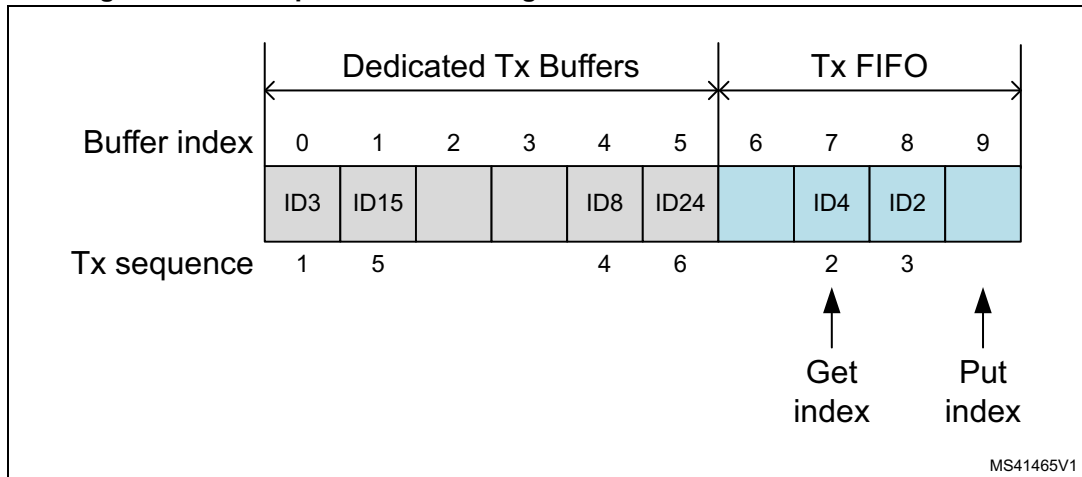 Dedicated Tx Buffers Tx FIFO
Buffer index 0 1 2 3 4 5 6 7 8 9
ID3 ID15 ID8 ID24 ID4 ID2
Tx sequence 1 5 4 6 2 3
Get Put
index index
MS41465V1